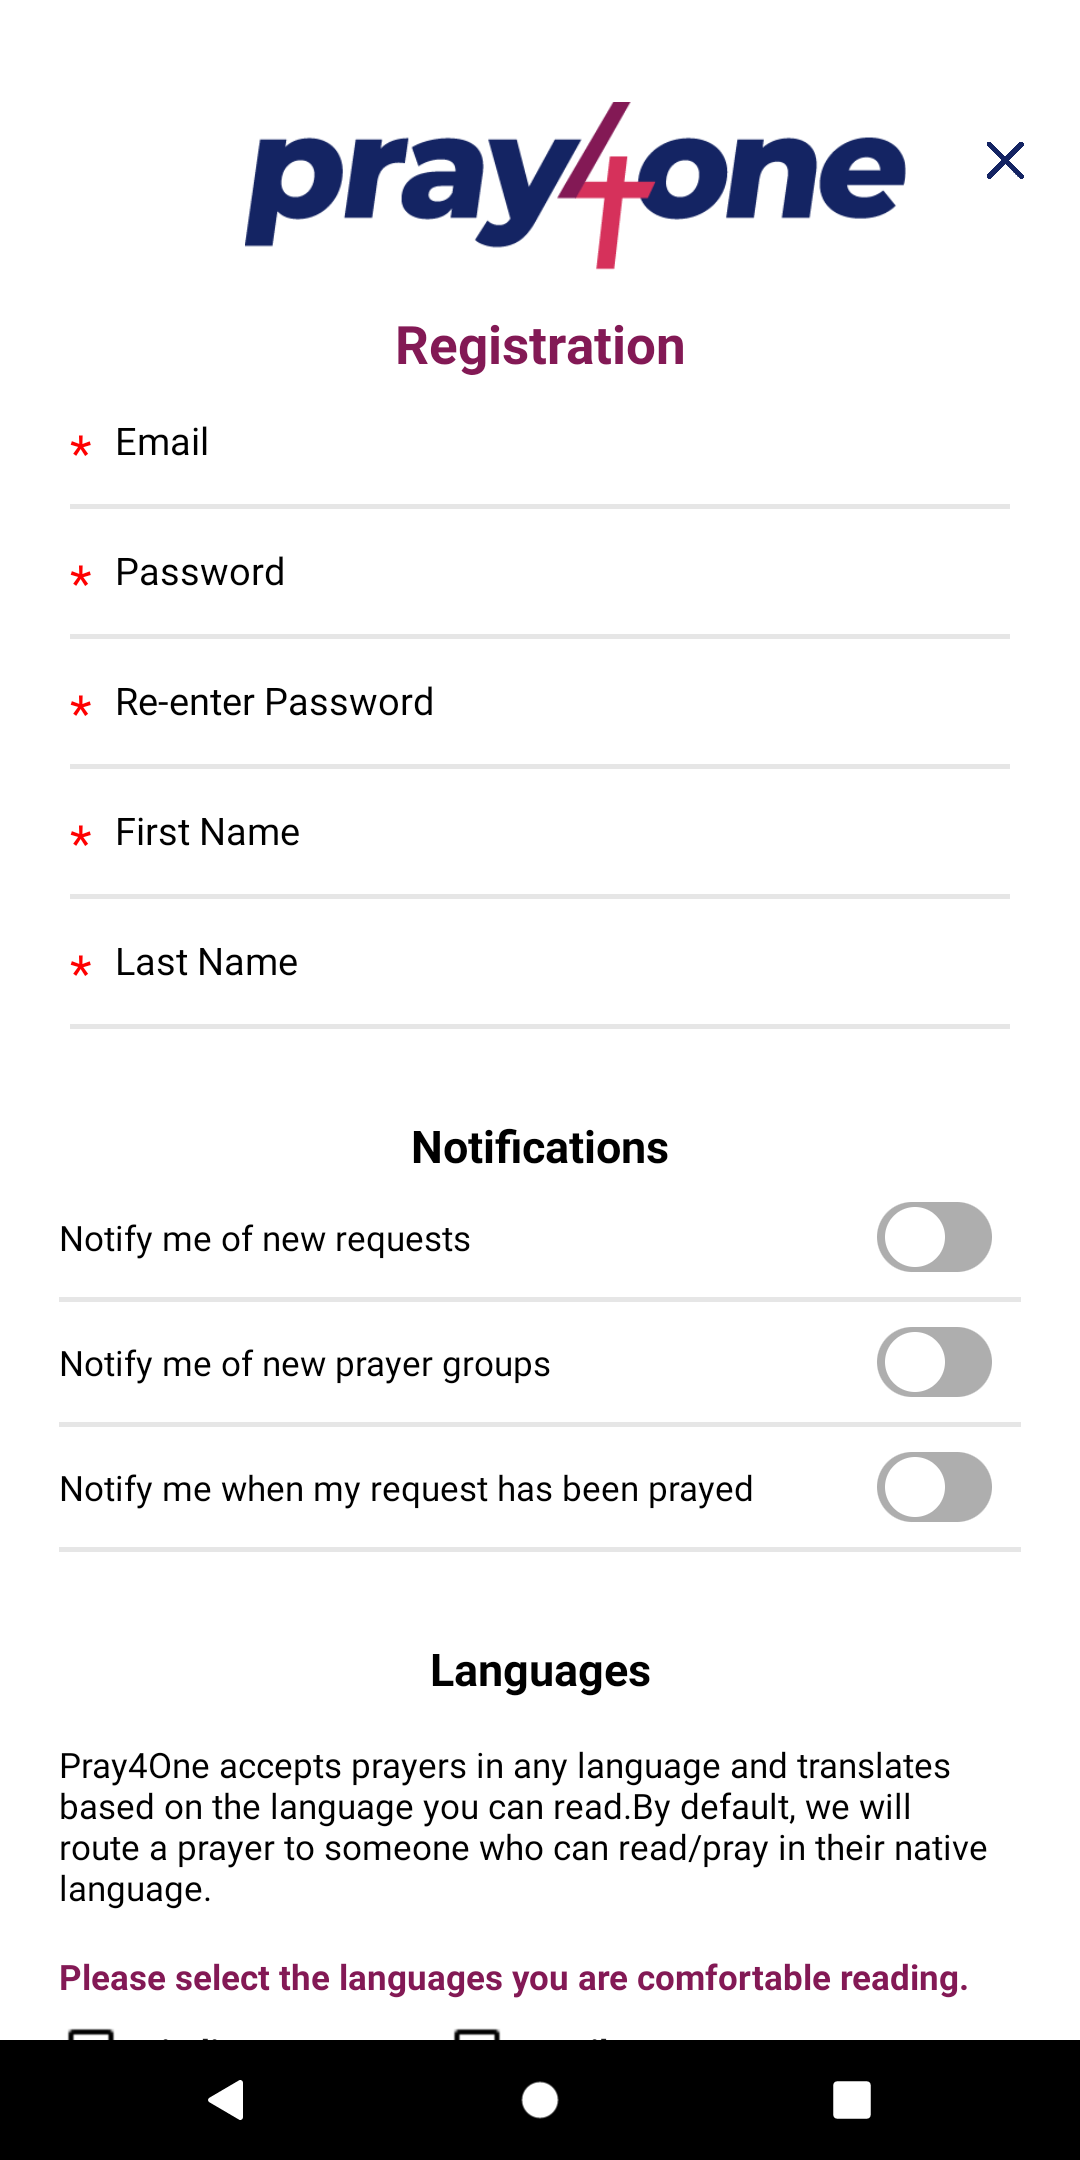 pray4one
Registration
* Email
* Password
* Re-enter Password
* First Name
* Last Name
Notifications
Notify me of new requests
Notify me of new prayer groups
Notify me when my request has been prayed
Languages
Pray4One accepts prayers in any language and translates
based on the language you can read.By default, we will
route a prayer to someone who can read/pray in their native
language.
Please select the languages you are comfortable reading.